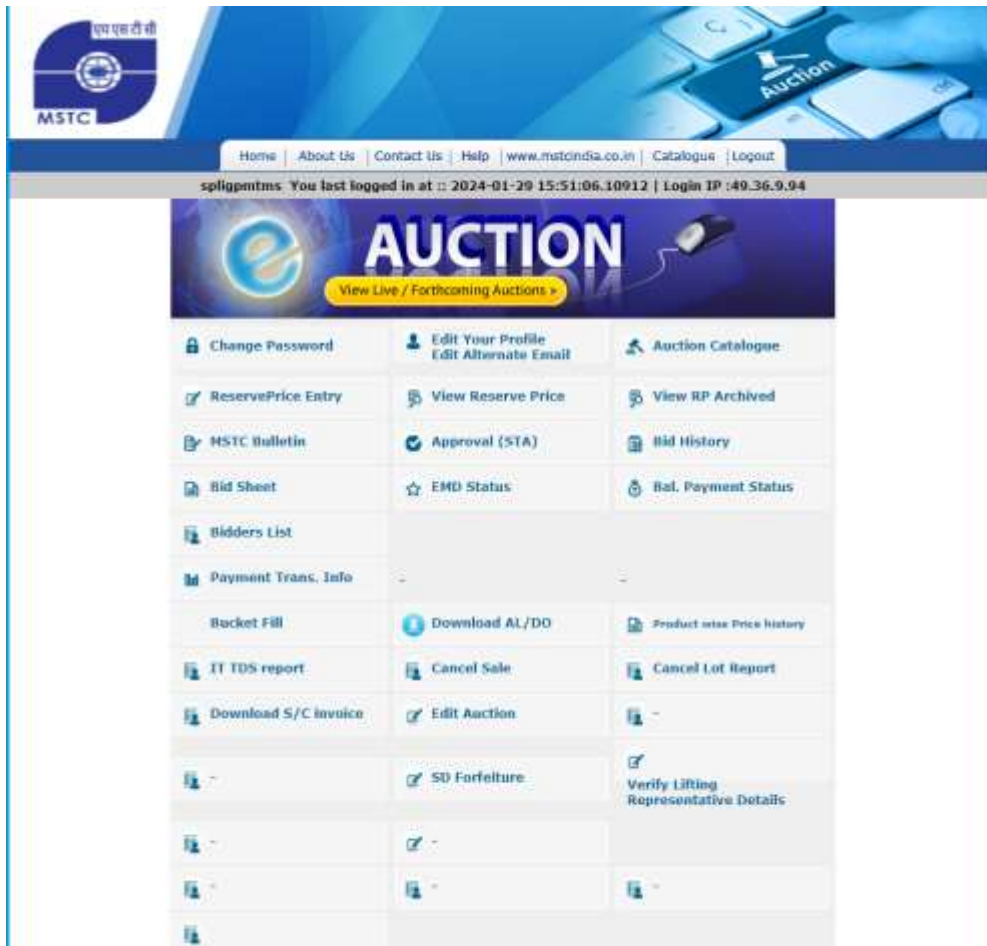 एम एस टी सी
MSTC
Auction
Home | About Us | Contact Us | Help | www.mstcindia.co.in | Catalogue | Logout
spligpmtms You last logged in at :: 2024-01-29 15:51:06.10912 | Login IP :49.36.9.94
e AUCTION
View Live / Forthcoming Auctions »
Change Password
Edit Your Profile
Edit Alternate Email
Auction Catalogue
ReservePrice Entry
View Reserve Price
View RP Archived
MSTC Bulletin
Approval (STA)
Bid History
Bid Sheet
EMD Status
Bal. Payment Status
Bidders List
Payment Trans. Info
-
-
Bucket Fill
Download AL/DO
Product wise Price history
IT TDS report
Cancel Sale
Cancel Lot Report
Download S/C invoice
Edit Auction
-
-
SD Forfeiture
Verify Lifting
Representative Details
-
-
-
-
-